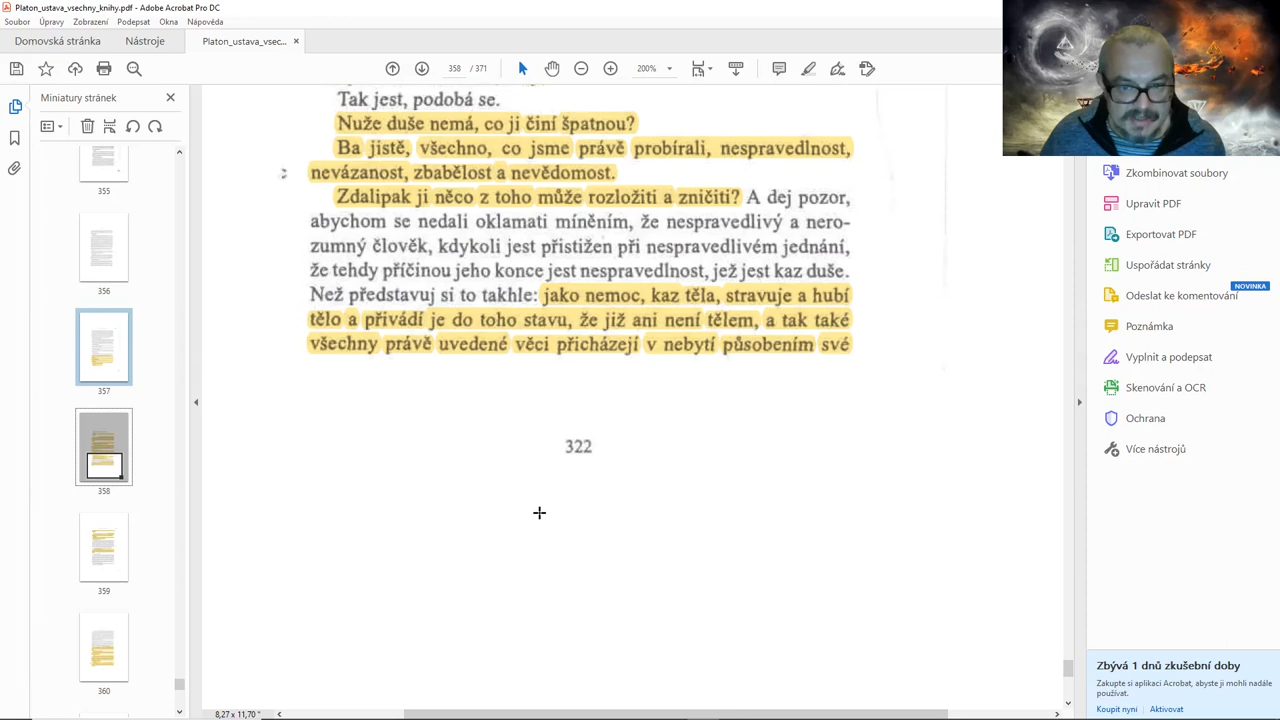 Platon_ustava_vsechny_knihy.pdf - Adobe Acrobat Pro DC
Soubor Úpravy Zobrazení Podepsat Okna Nápověda
Domovská stránka Nástroje Platon_ustava_vsec... ×
358 / 371 200%
Miniatury stránek
355
356
357
358
359
360
Tak jest, podobá se.
Nuže duše nemá, co ji činí špatnou?
Ba jistě, všechno, co jsme právě probírali, nespravedlnost,
nevázanost, zbabělost a nevědomost.
Zdalipak ji něco z toho může rozložiti a zničiti? A dej pozor,
abychom se nedali oklamati míněním, že nespravedlivý a nero-
zumný člověk, kdykoli jest přistižen při nespravedlivém jednání,
že tehdy příčinou jeho konce jest nespravedlnost, jež jest kaz duše.
Než představuj si to takhle: jako nemoc, kaz těla, stravuje a hubí
tělo a přivádí je do toho stavu, že již ani není tělem, a tak také
všechny právě uvedené věci přicházejí v nebytí působením své
322
8,27 x 11,70"
Zkombinovat soubory
Upravit PDF
Exportovat PDF
Uspořádat stránky
NOVINKA
Odeslat ke komentování
Poznámka
Vyplnit a podepsat
Skenování a OCR
Ochrana
Více nástrojů
Zbývá 1 dnů zkušební doby
Zakupte si aplikaci Acrobat, abyste ji mohli nadále
používat.
Koupit nyní Aktivovat